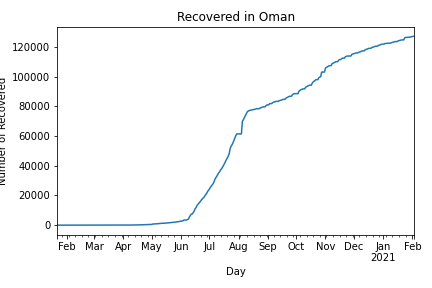 Recovered in Oman
Number of Recovered
120000
100000
80000
60000
40000
20000
0
Feb Mar Apr May Jun Jul Aug Sep Oct Nov Dec Jan Feb
2021
Day